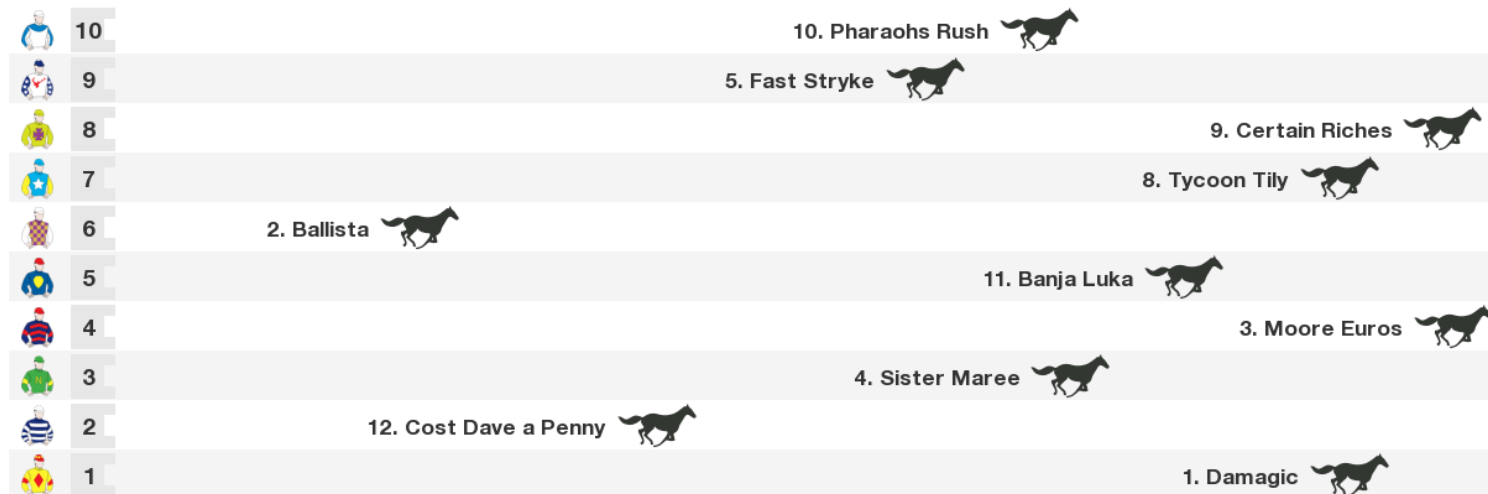 10 10. Pharaohs Rush
9 5. Fast Stryke
8 9. Certain Riches
7 8. Tycoon Tily
6 2. Ballista
5 11. Banja Luka
4 3. Moore Euros
3 N 4. Sister Maree
2 12. Cost Dave a Penny
1 1. Damagic